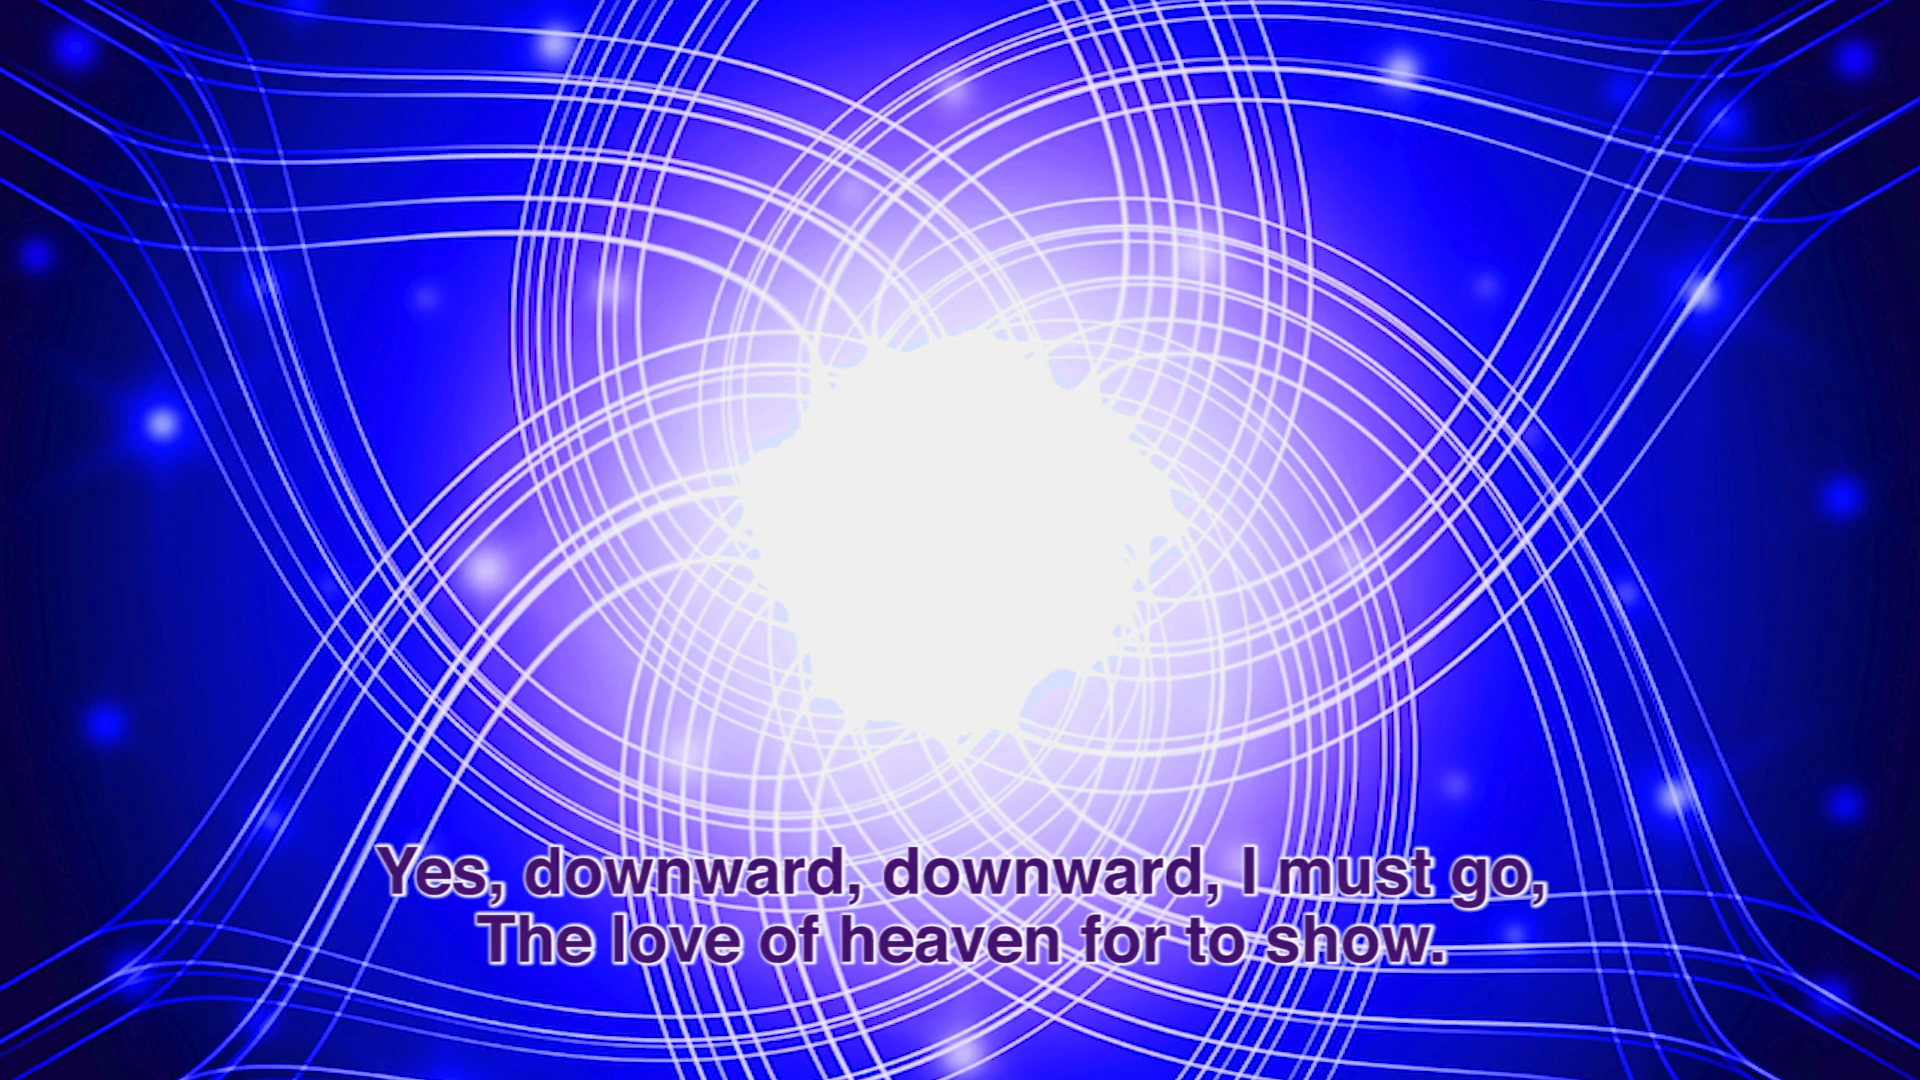 Yes, downward, downward, I must go,
The love of heaven for to show.